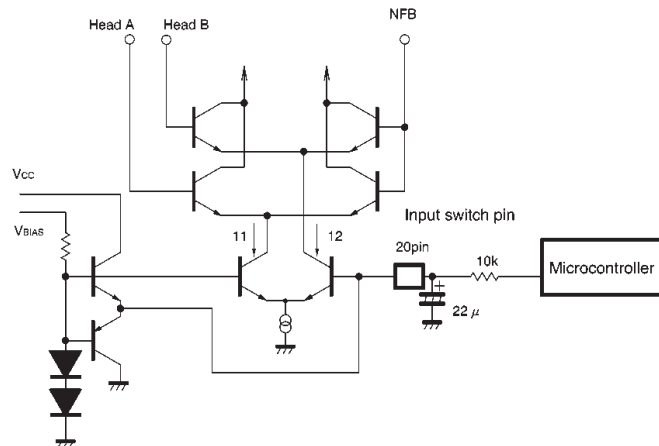 Head A
Head B
NFB
VCC
VBIAS
11
12
Input switch pin
20pin
10k
Microcontroller
+
22 μ